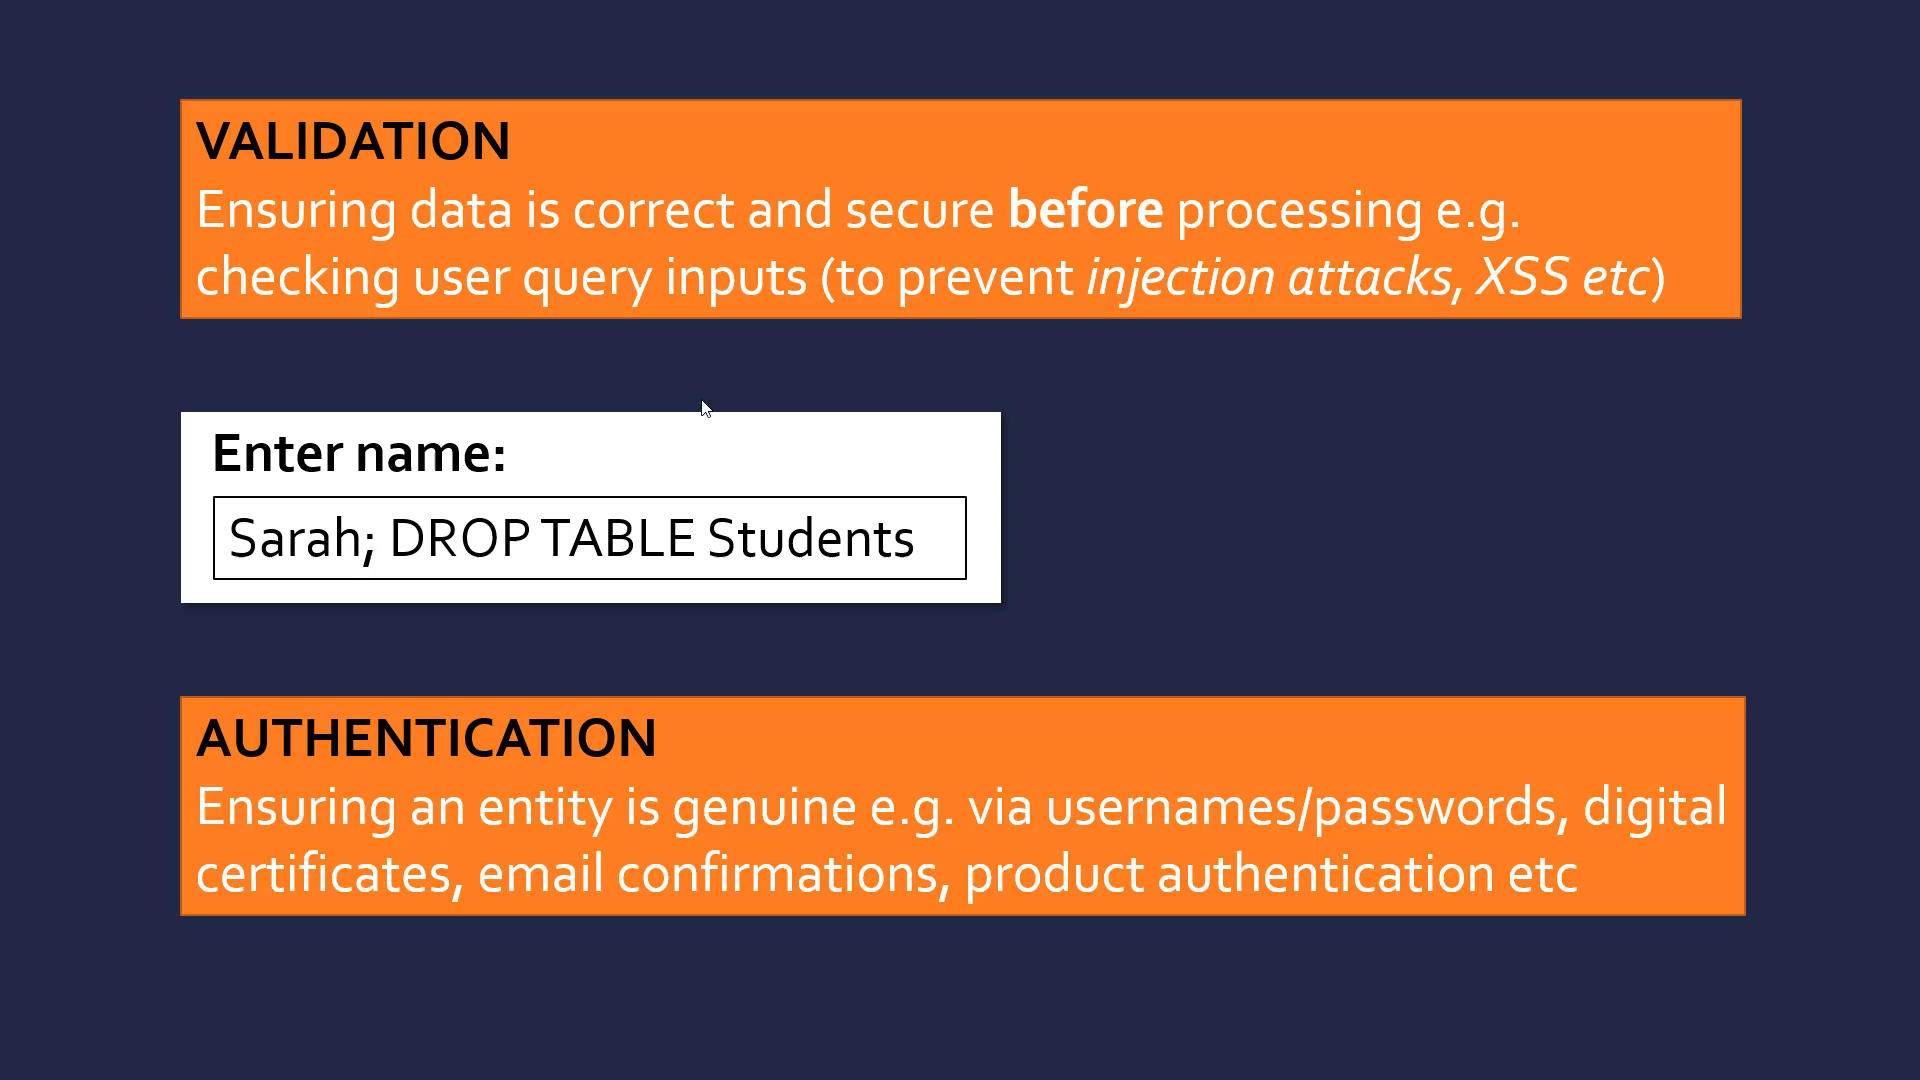 VALIDATION
Ensuring data is correct and secure before processing e.g.
checking user query inputs (to prevent injection attacks, XSS etc)
Enter name:
Sarah; DROP TABLE Students
AUTHENTICATION
Ensuring an entity is genuine e.g. via usernames/passwords, digital
certificates, email confirmations, product authentication etc